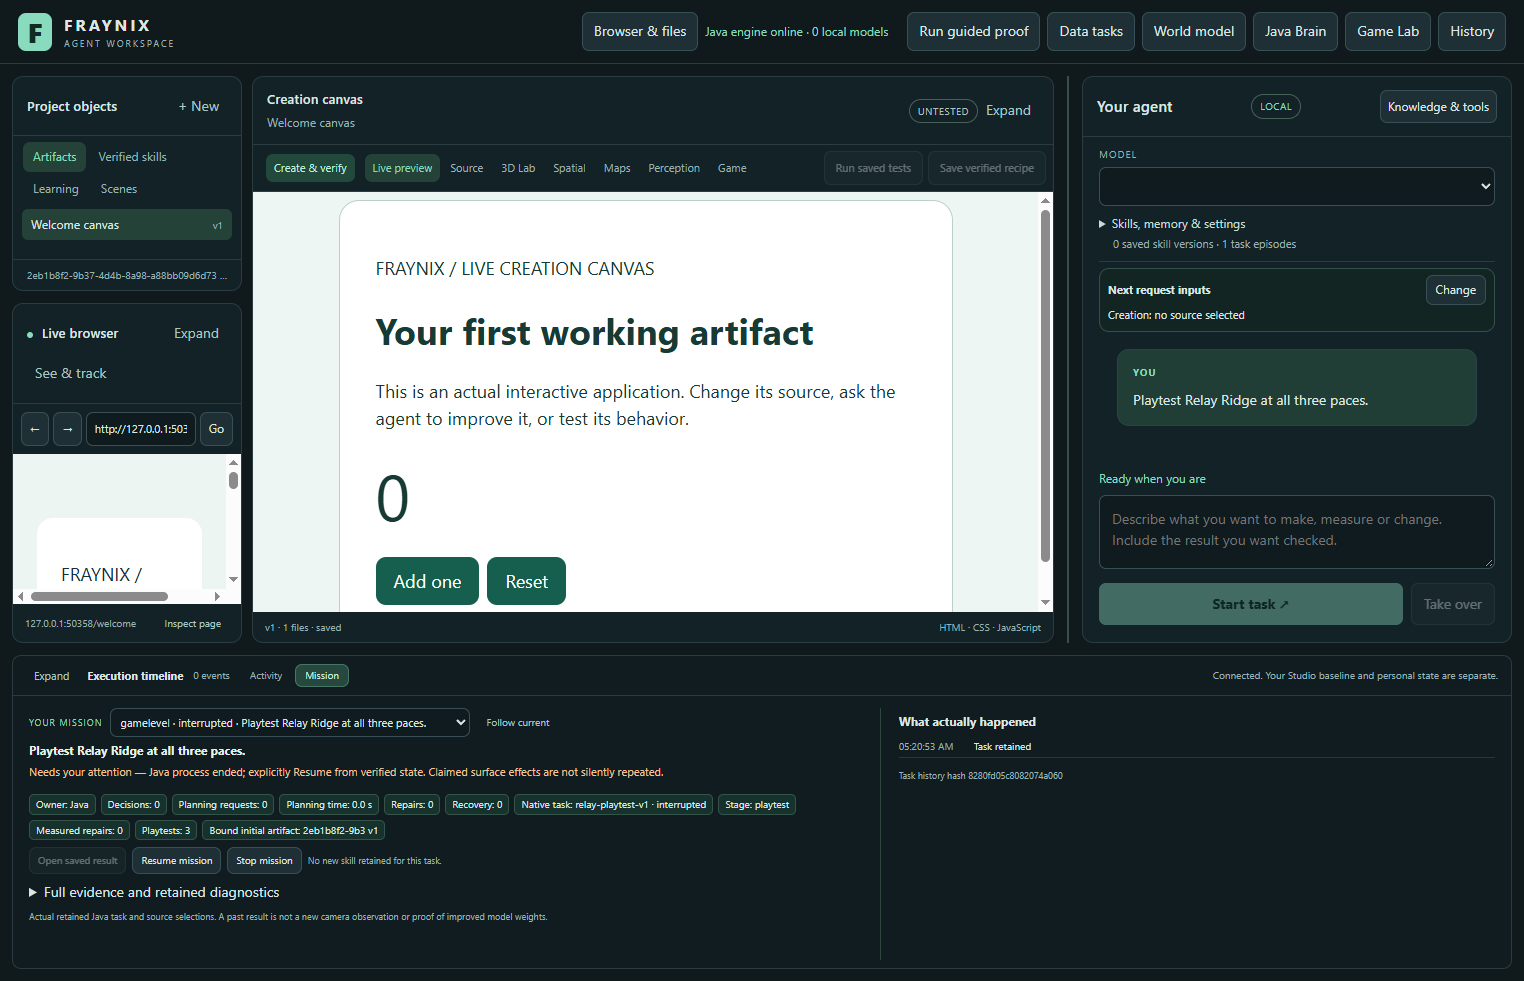 F FRAYNIX
AGENT WORKSPACE
Browser & files
Java engine online · 0 local models
Run guided proof
Data tasks
World model
Java Brain
Game Lab
History
Project objects
+ New
Artifacts
Verified skills
Learning
Scenes
Welcome canvas
v1
2eb1b8f2-9b37-4d4b-8a98-a88bb09d6d73 ...
Live browser
Expand
See & track
←
→
http://127.0.0.1:503
Go
FRAYNIX /
127.0.0.1:50358/welcome
Inspect page
Creation canvas
Welcome canvas
UNTESTED
Expand
Create & verify
Live preview
Source
3D Lab
Spatial
Maps
Perception
Game
Run saved tests
Save verified recipe
FRAYNIX / LIVE CREATION CANVAS
Your first working artifact
This is an actual interactive application. Change its source, ask the
agent to improve it, or test its behavior.
0
Add one
Reset
v1 · 1 files · saved
HTML · CSS · JavaScript
Your agent
LOCAL
Knowledge & tools
MODEL
Skills, memory & settings
0 saved skill versions · 1 task episodes
Next request inputs
Change
Creation: no source selected
YOU
Playtest Relay Ridge at all three paces.
Ready when you are
Describe what you want to make, measure or change.
Include the result you want checked.
Start task ↗
Take over
Expand
Execution timeline
0 events
Activity
Mission
Connected. Your Studio baseline and personal state are separate.
YOUR MISSION
gamelevel · interrupted · Playtest Relay Ridge at all three paces.
Follow current
Playtest Relay Ridge at all three paces.
Needs your attention — Java process ended; explicitly Resume from verified state. Claimed surface effects are not silently repeated.
Owner: Java
Decisions: 0
Planning requests: 0
Planning time: 0.0 s
Repairs: 0
Recovery: 0
Native task: relay-playtest-v1 · interrupted
Stage: playtest
Measured repairs: 0
Playtests: 3
Bound initial artifact: 2eb1b8f2-9b3 v1
Open saved result
Resume mission
Stop mission
No new skill retained for this task.
Full evidence and retained diagnostics
Actual retained Java task and source selections. A past result is not a new camera observation or proof of improved model weights.
What actually happened
05:20:53 AM
Task retained
Task history hash 8280fd05c8082074a060